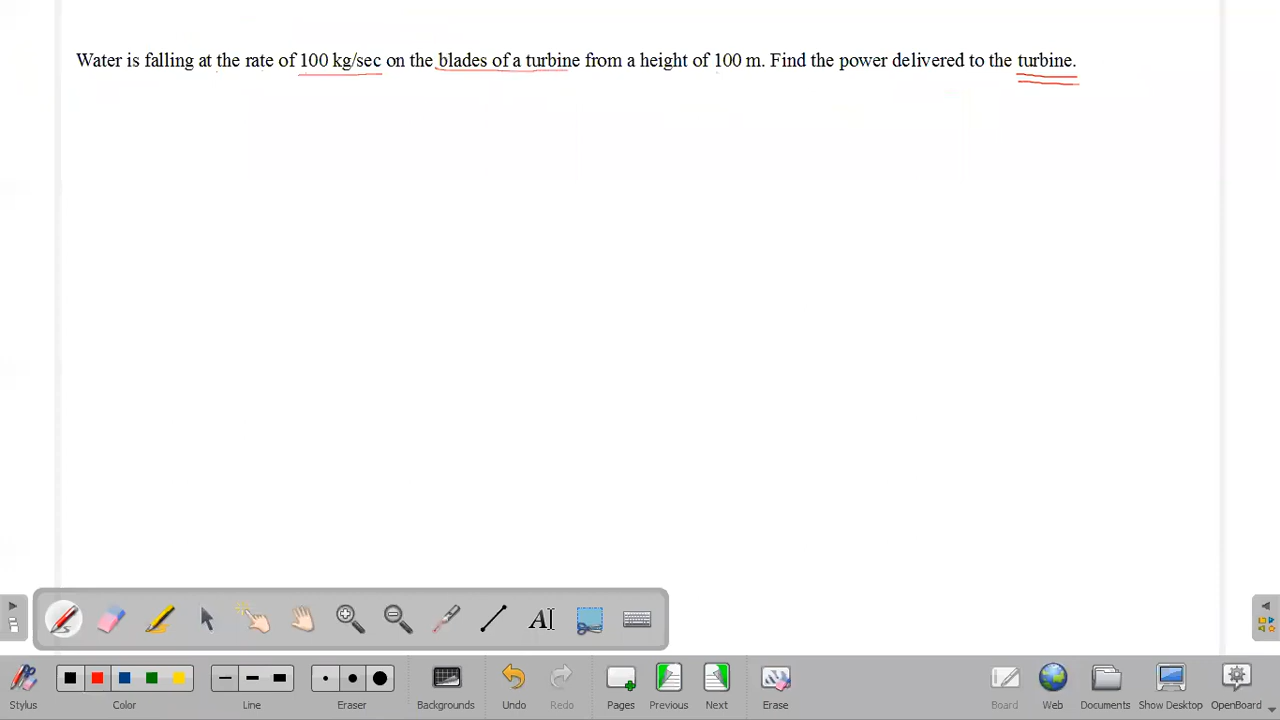 Water is falling at the rate of 100 kg/sec on the blades of a turbine from a height of 100 m. Find the power delivered to the turbine.
A
Stylus
Color
Line
Eraser
Backgrounds
Undo
Redo
Pages
Previous
Next
Erase
Board
Web
Documents
Show Desktop
OpenBoard